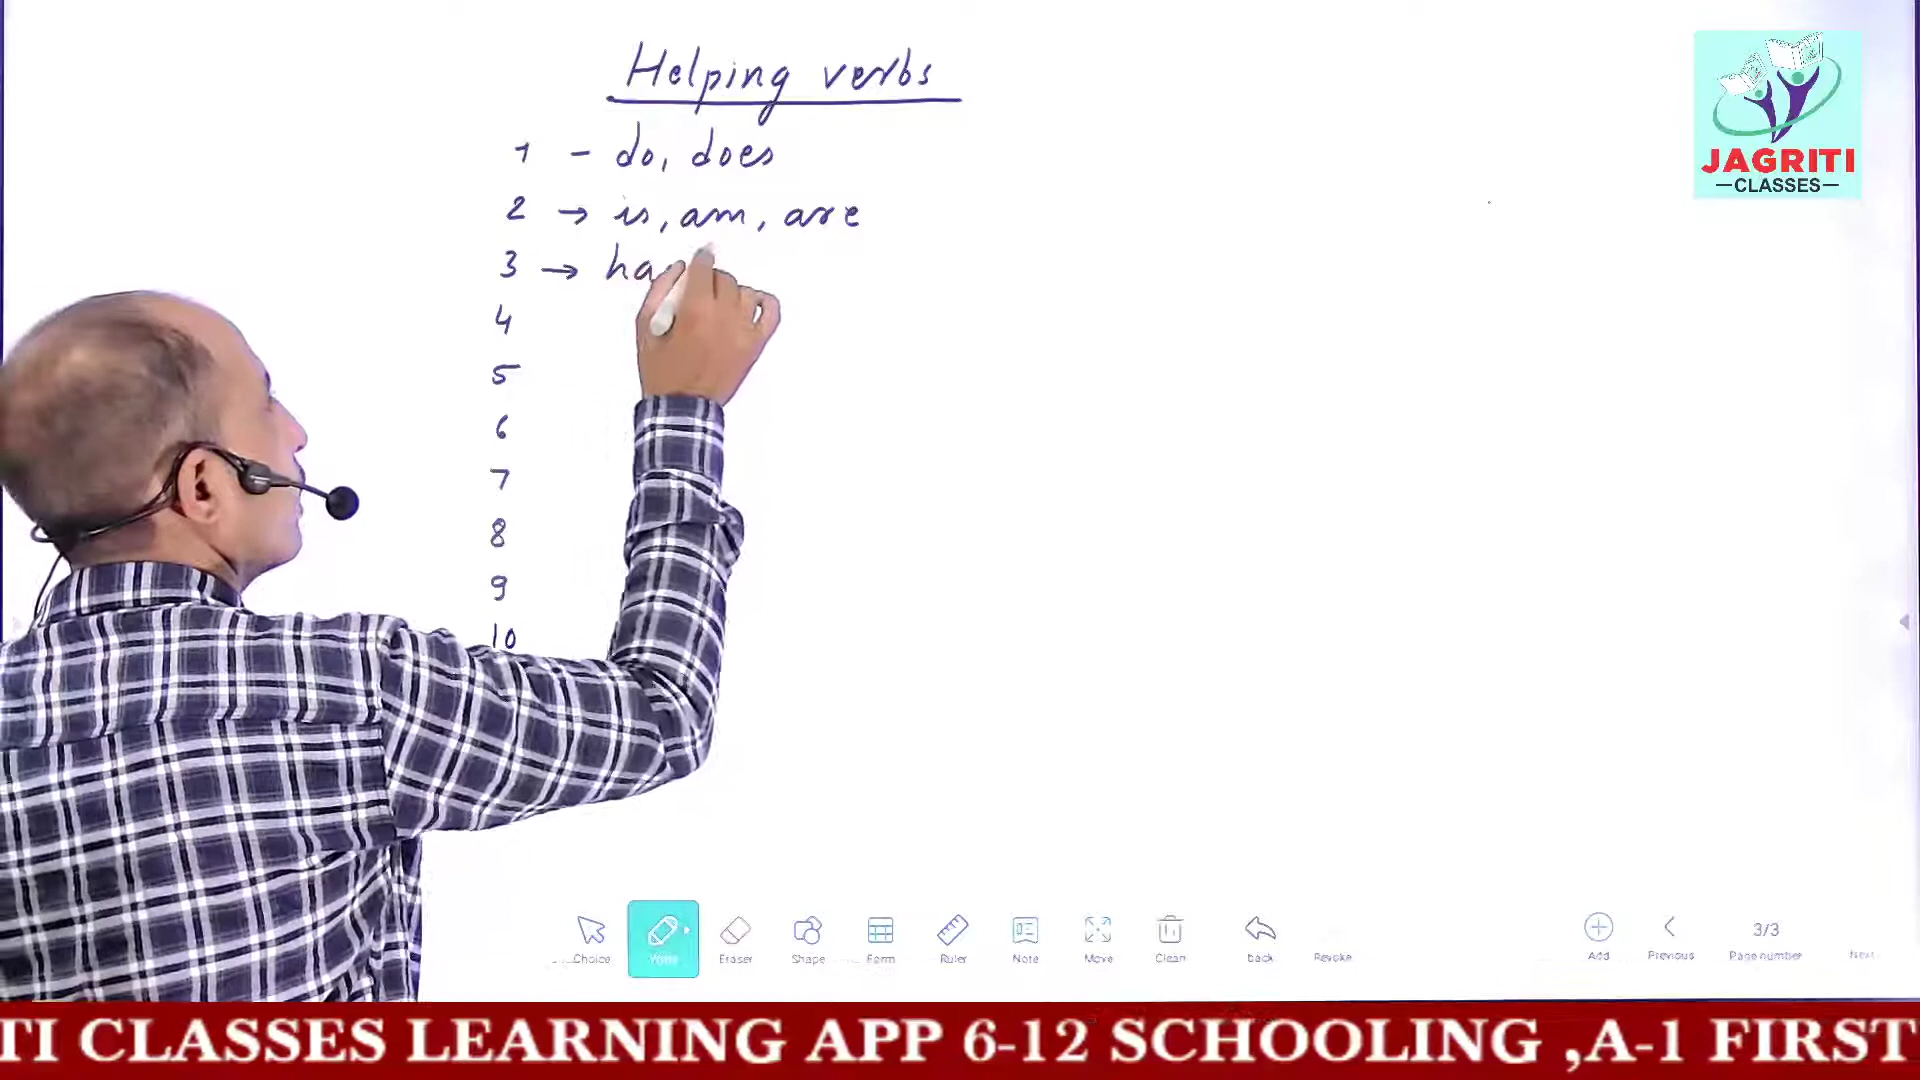 Helping verbs
1 - do, does
2 → is, am, are
3 → ha
4
5
6
7
8
9
10
JAGRITI
CLASSES
Choice Write Eraser Shape Form Ruler Note Move Clean back Revoke Add Previous 3/3 Page number Next
TI CLASSES LEARNING APP 6-12 SCHOOLING ,A-1 FIRST